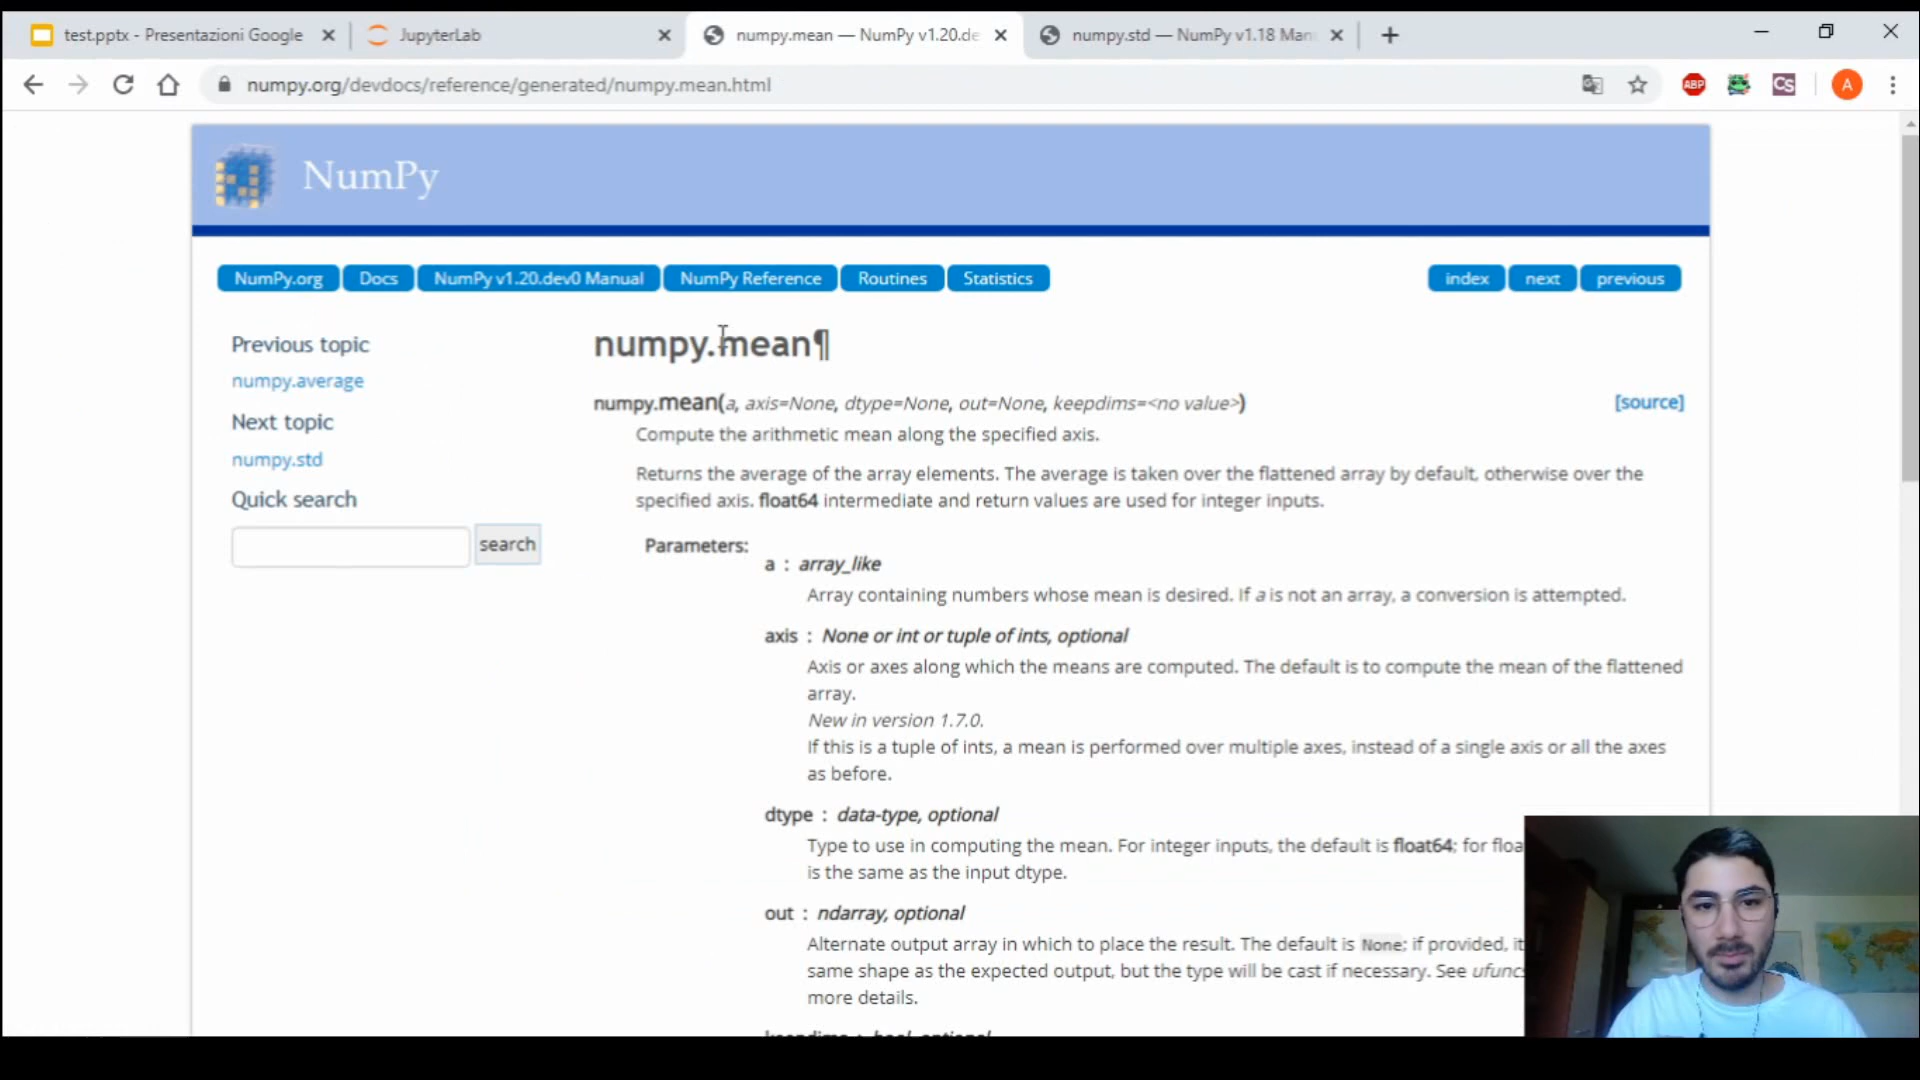 test.pptx - Presentazioni Google
JupyterLab
numpy.mean — NumPy v1.20.de
numpy.std — NumPy v1.18 Man
numpy.org/devdocs/reference/generated/numpy.mean.html
ABP
CS
A
NumPy
NumPy.org
Docs
NumPy v1.20.dev0 Manual
NumPy Reference
Routines
Statistics
index
next
previous
Previous topic
numpy.average
Next topic
numpy.std
Quick search
search
numpy.mean¶
numpy.mean(a, axis=None, dtype=None, out=None, keepdims=<no value>)
[source]
Compute the arithmetic mean along the specified axis.
Returns the average of the array elements. The average is taken over the flattened array by default, otherwise over the
specified axis. float64 intermediate and return values are used for integer inputs.
Parameters:
a : array_like
Array containing numbers whose mean is desired. If a is not an array, a conversion is attempted.
axis : None or int or tuple of ints, optional
Axis or axes along which the means are computed. The default is to compute the mean of the flattened
array.
New in version 1.7.0.
If this is a tuple of ints, a mean is performed over multiple axes, instead of a single axis or all the axes
as before.
dtype : data-type, optional
Type to use in computing the mean. For integer inputs, the default is float64; for floa
is the same as the input dtype.
out : ndarray, optional
Alternate output array in which to place the result. The default is None; if provided, it
same shape as the expected output, but the type will be cast if necessary. See ufuncs
more details.
keepdims : bool, optional